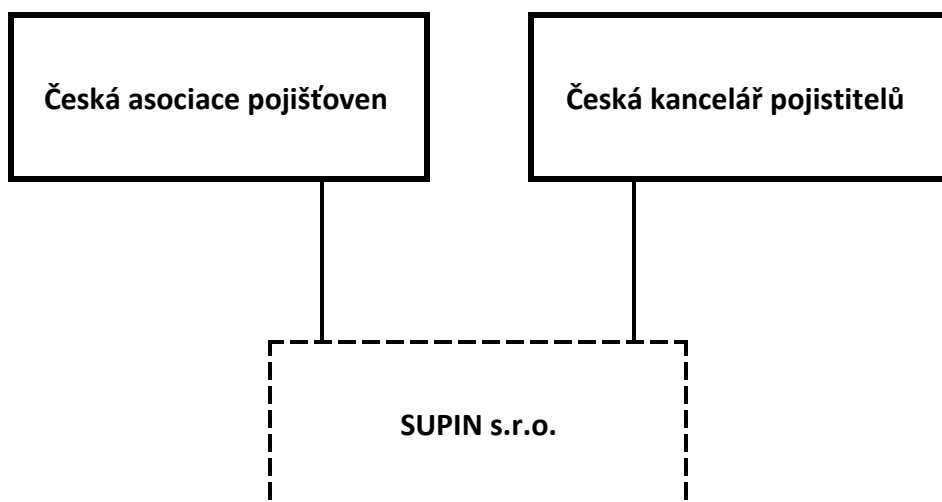 Česká asociace pojišťoven
Česká kancelář pojistitelů
SUPIN s.r.o.